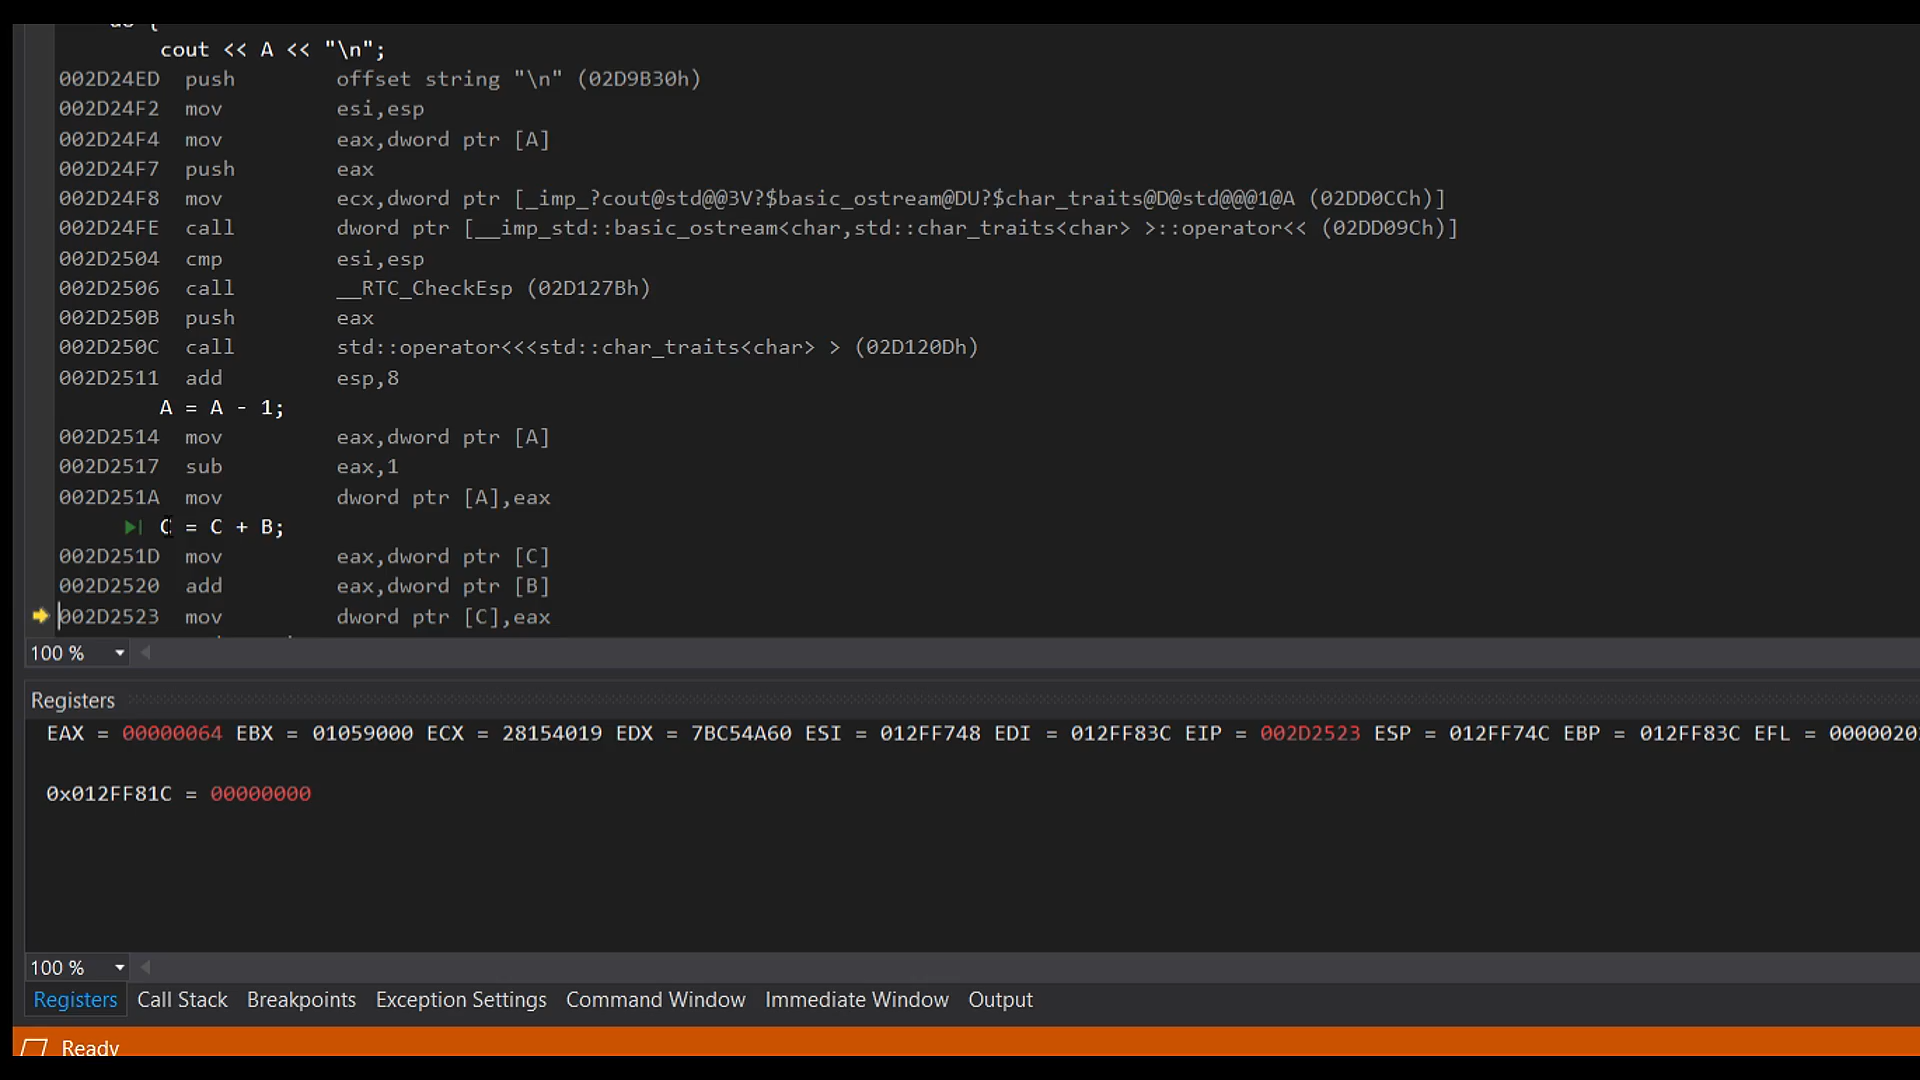 do {
cout << A << "\n";
002D24ED push offset string "\n" (02D9B30h)
002D24F2 mov esi,esp
002D24F4 mov eax,dword ptr [A]
002D24F7 push eax
002D24F8 mov ecx,dword ptr [_imp_?cout@std@@3V?$basic_ostream@DU?$char_traits@D@std@@@1@A (02DD0CCh)]
002D24FE call dword ptr [__imp_std::basic_ostream<char,std::char_traits<char> >::operator<< (02DD09Ch)]
002D2504 cmp esi,esp
002D2506 call __RTC_CheckEsp (02D127Bh)
002D250B push eax
002D250C call std::operator<<<std::char_traits<char> > (02D120Dh)
002D2511 add esp,8
A = A - 1;
002D2514 mov eax,dword ptr [A]
002D2517 sub eax,1
002D251A mov dword ptr [A],eax
C = C + B;
002D251D mov eax,dword ptr [C]
002D2520 add eax,dword ptr [B]
002D2523 mov dword ptr [C],eax
100 %
Registers
EAX = 00000064 EBX = 01059000 ECX = 28154019 EDX = 7BC54A60 ESI = 012FF748 EDI = 012FF83C EIP = 002D2523 ESP = 012FF74C EBP = 012FF83C EFL = 0000020
0x012FF81C = 00000000
100 %
Registers Call Stack Breakpoints Exception Settings Command Window Immediate Window Output
Ready